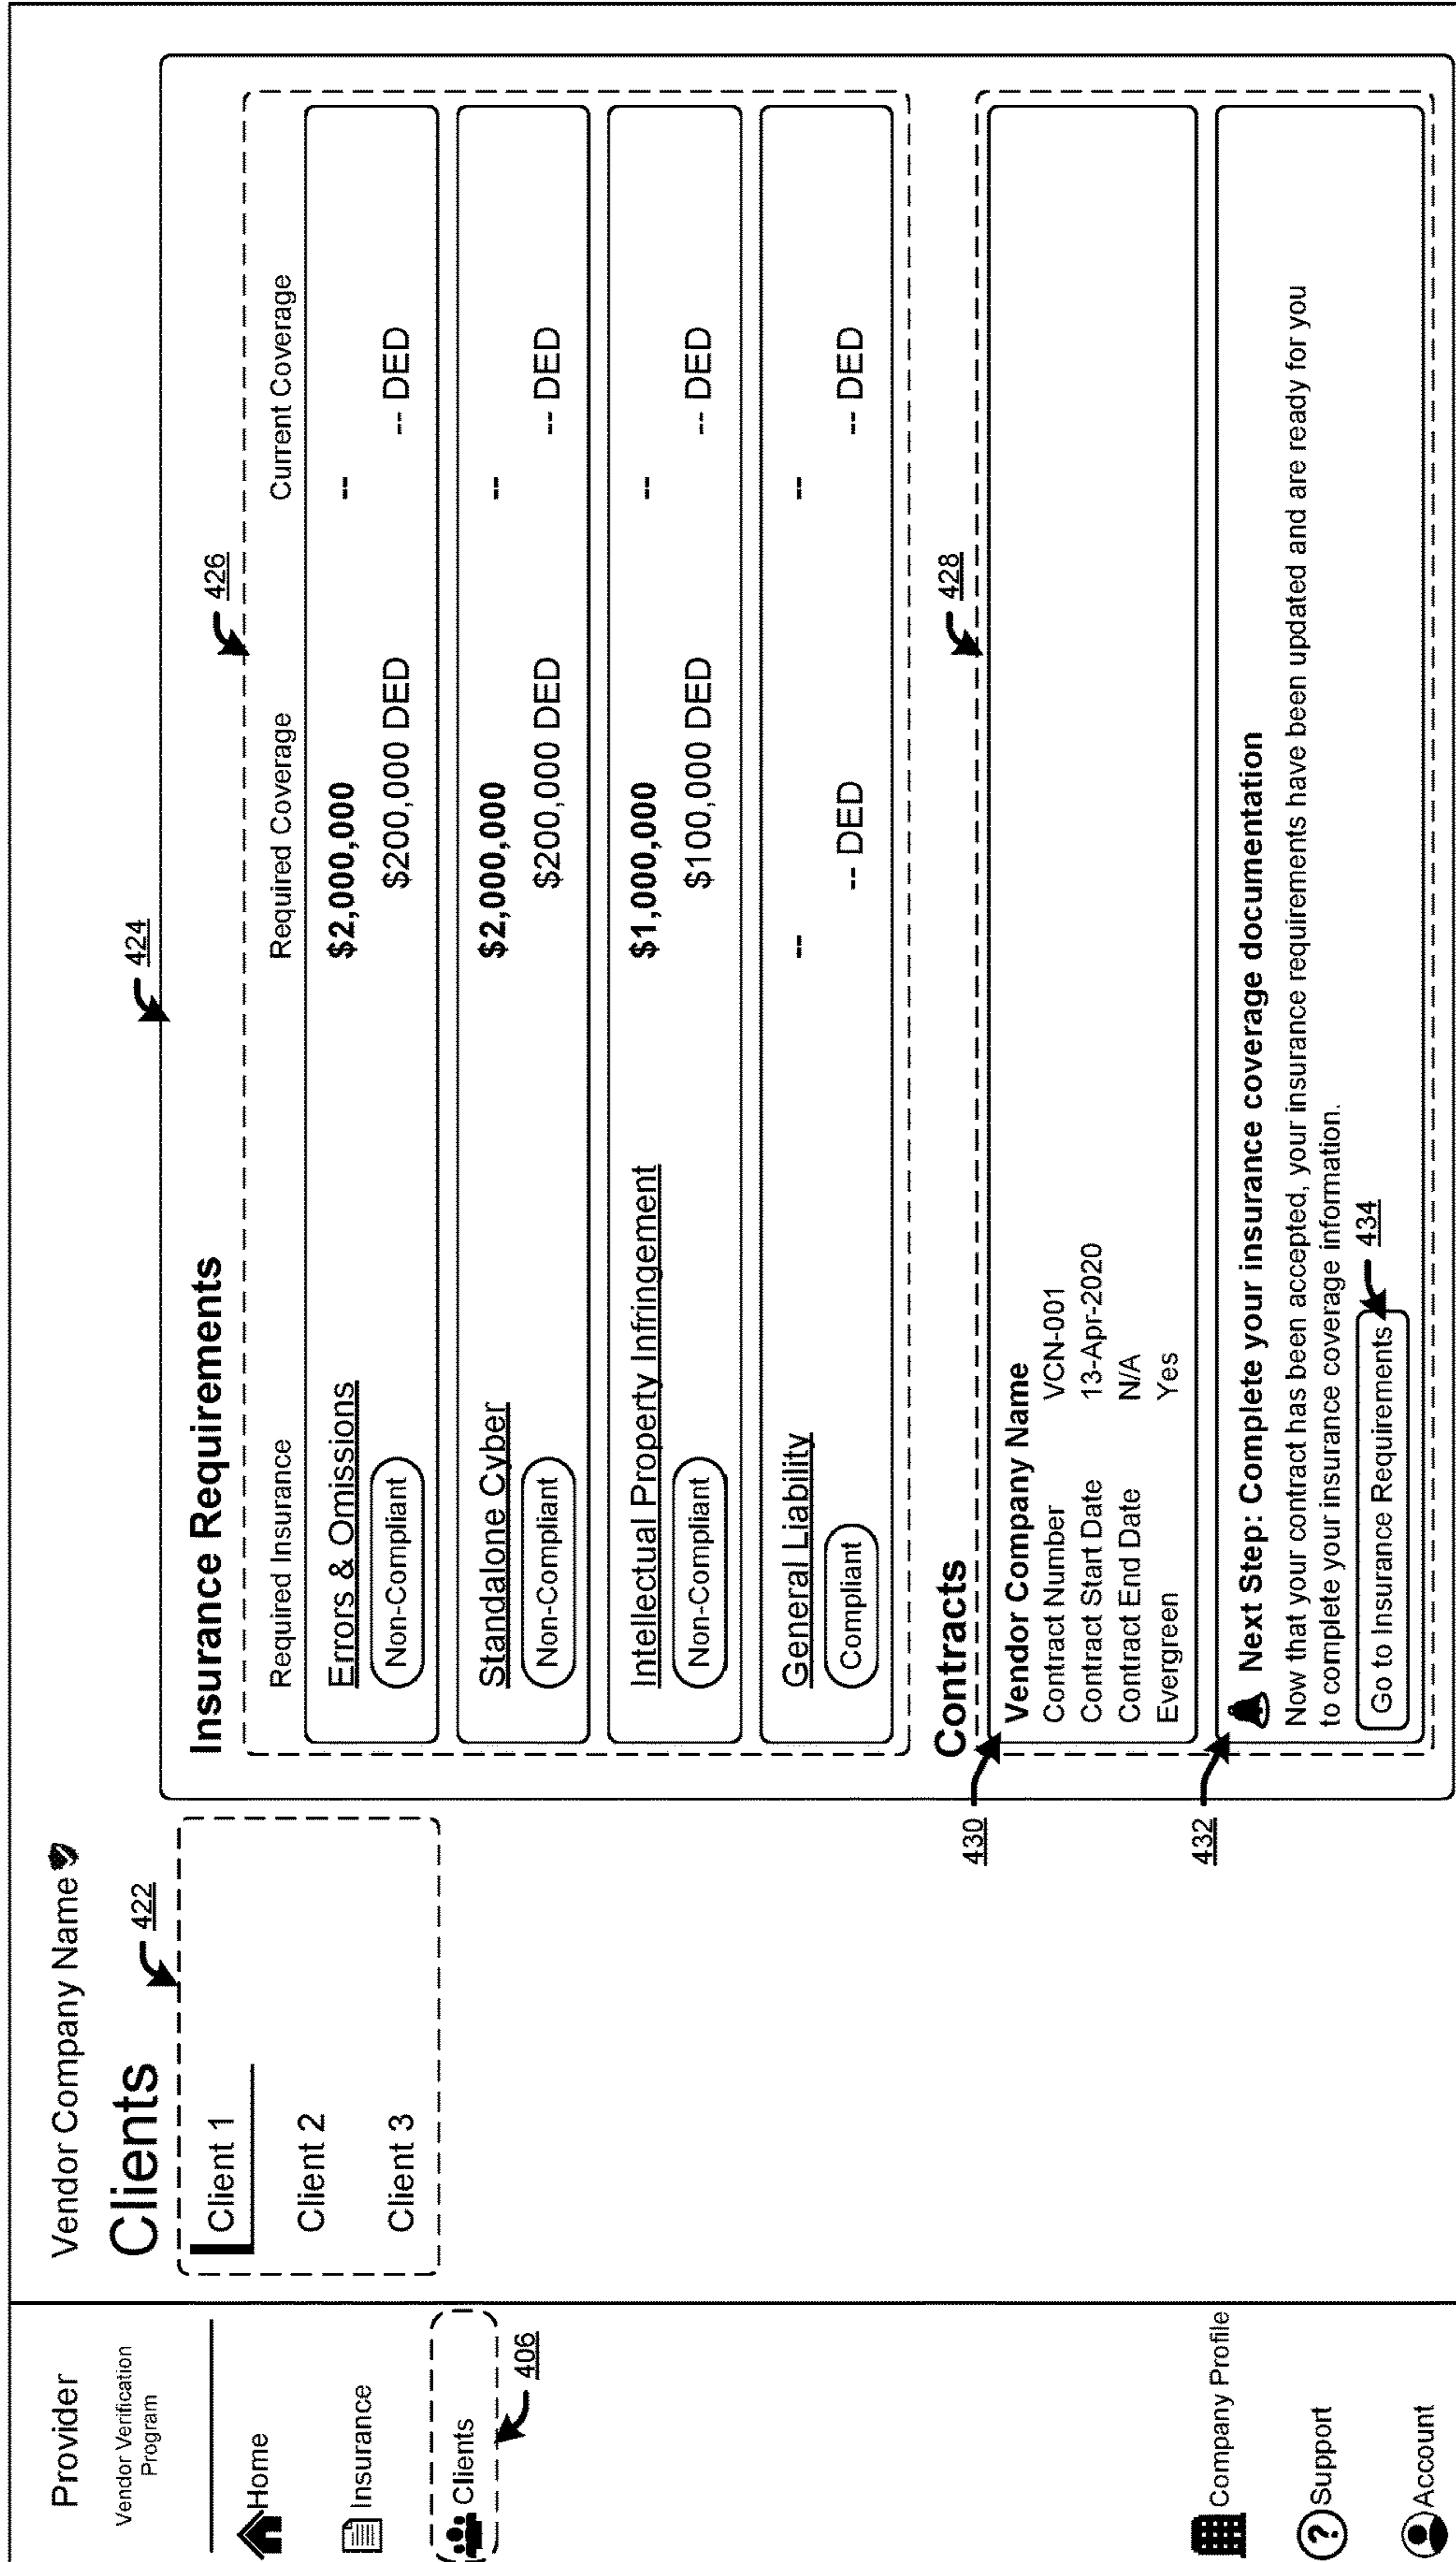 Provider
Vendor Verification
Program
Home
Insurance
Clients
406
Company Profile
Support
Account
Vendor Company Name
Clients
422
Client 1
Client 2
Client 3
424
Insurance Requirements
426
Required Insurance Required Coverage Current Coverage
Errors & Omissions $2,000,000 --
Non-Compliant $200,000 DED -- DED
Standalone Cyber $2,000,000 --
Non-Compliant $200,000 DED -- DED
Intellectual Property Infringement $1,000,000 --
Non-Compliant $100,000 DED -- DED
General Liability -- --
Compliant -- DED -- DED
Contracts
428
430
Vendor Company Name
Contract Number VCN-001
Contract Start Date 13-Apr-2020
Contract End Date N/A
Evergreen Yes
432
Next Step: Complete your insurance coverage documentation
Now that your contract has been accepted, your insurance requirements have been updated and are ready for you
to complete your insurance coverage information.
Go to Insurance Requirements
434
?